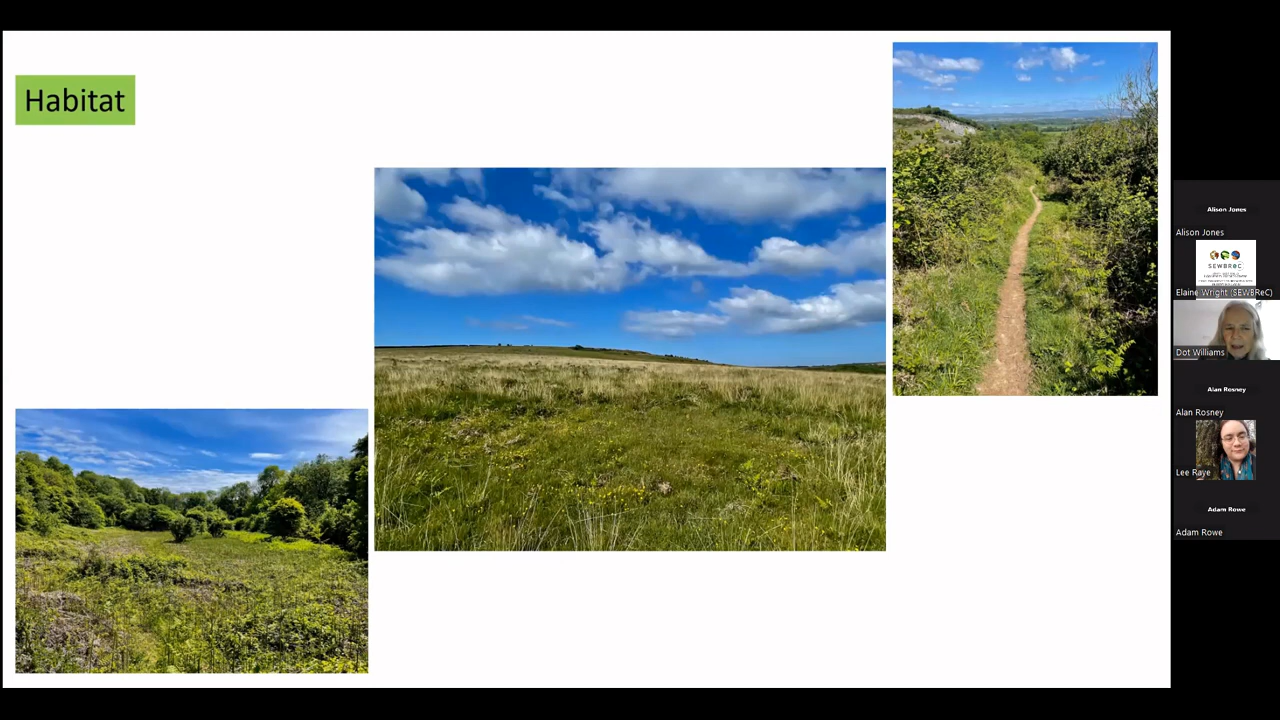 Habitat
Alison Jones
Alison Jones
SEWBReC
Elaine Wright (SEWBReC)
Dot Williams
Alan Rosney
Alan Rosney
Lee Raye
Adam Rowe
Adam Rowe